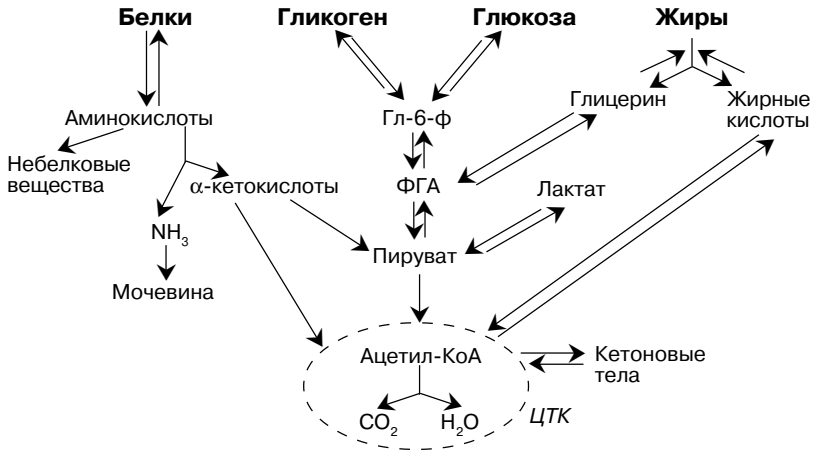 Белки
Гликоген
Глюкоза
Жиры
Аминокислоты
Гл-6-ф
Глицерин
Жирные
кислоты
Небелковые
вещества
α-кетокислоты
ФГА
Лактат
NH₃
Пируват
Мочевина
Ацетил-КоА
Кетоновые
тела
CO₂
H₂O
ЦТК